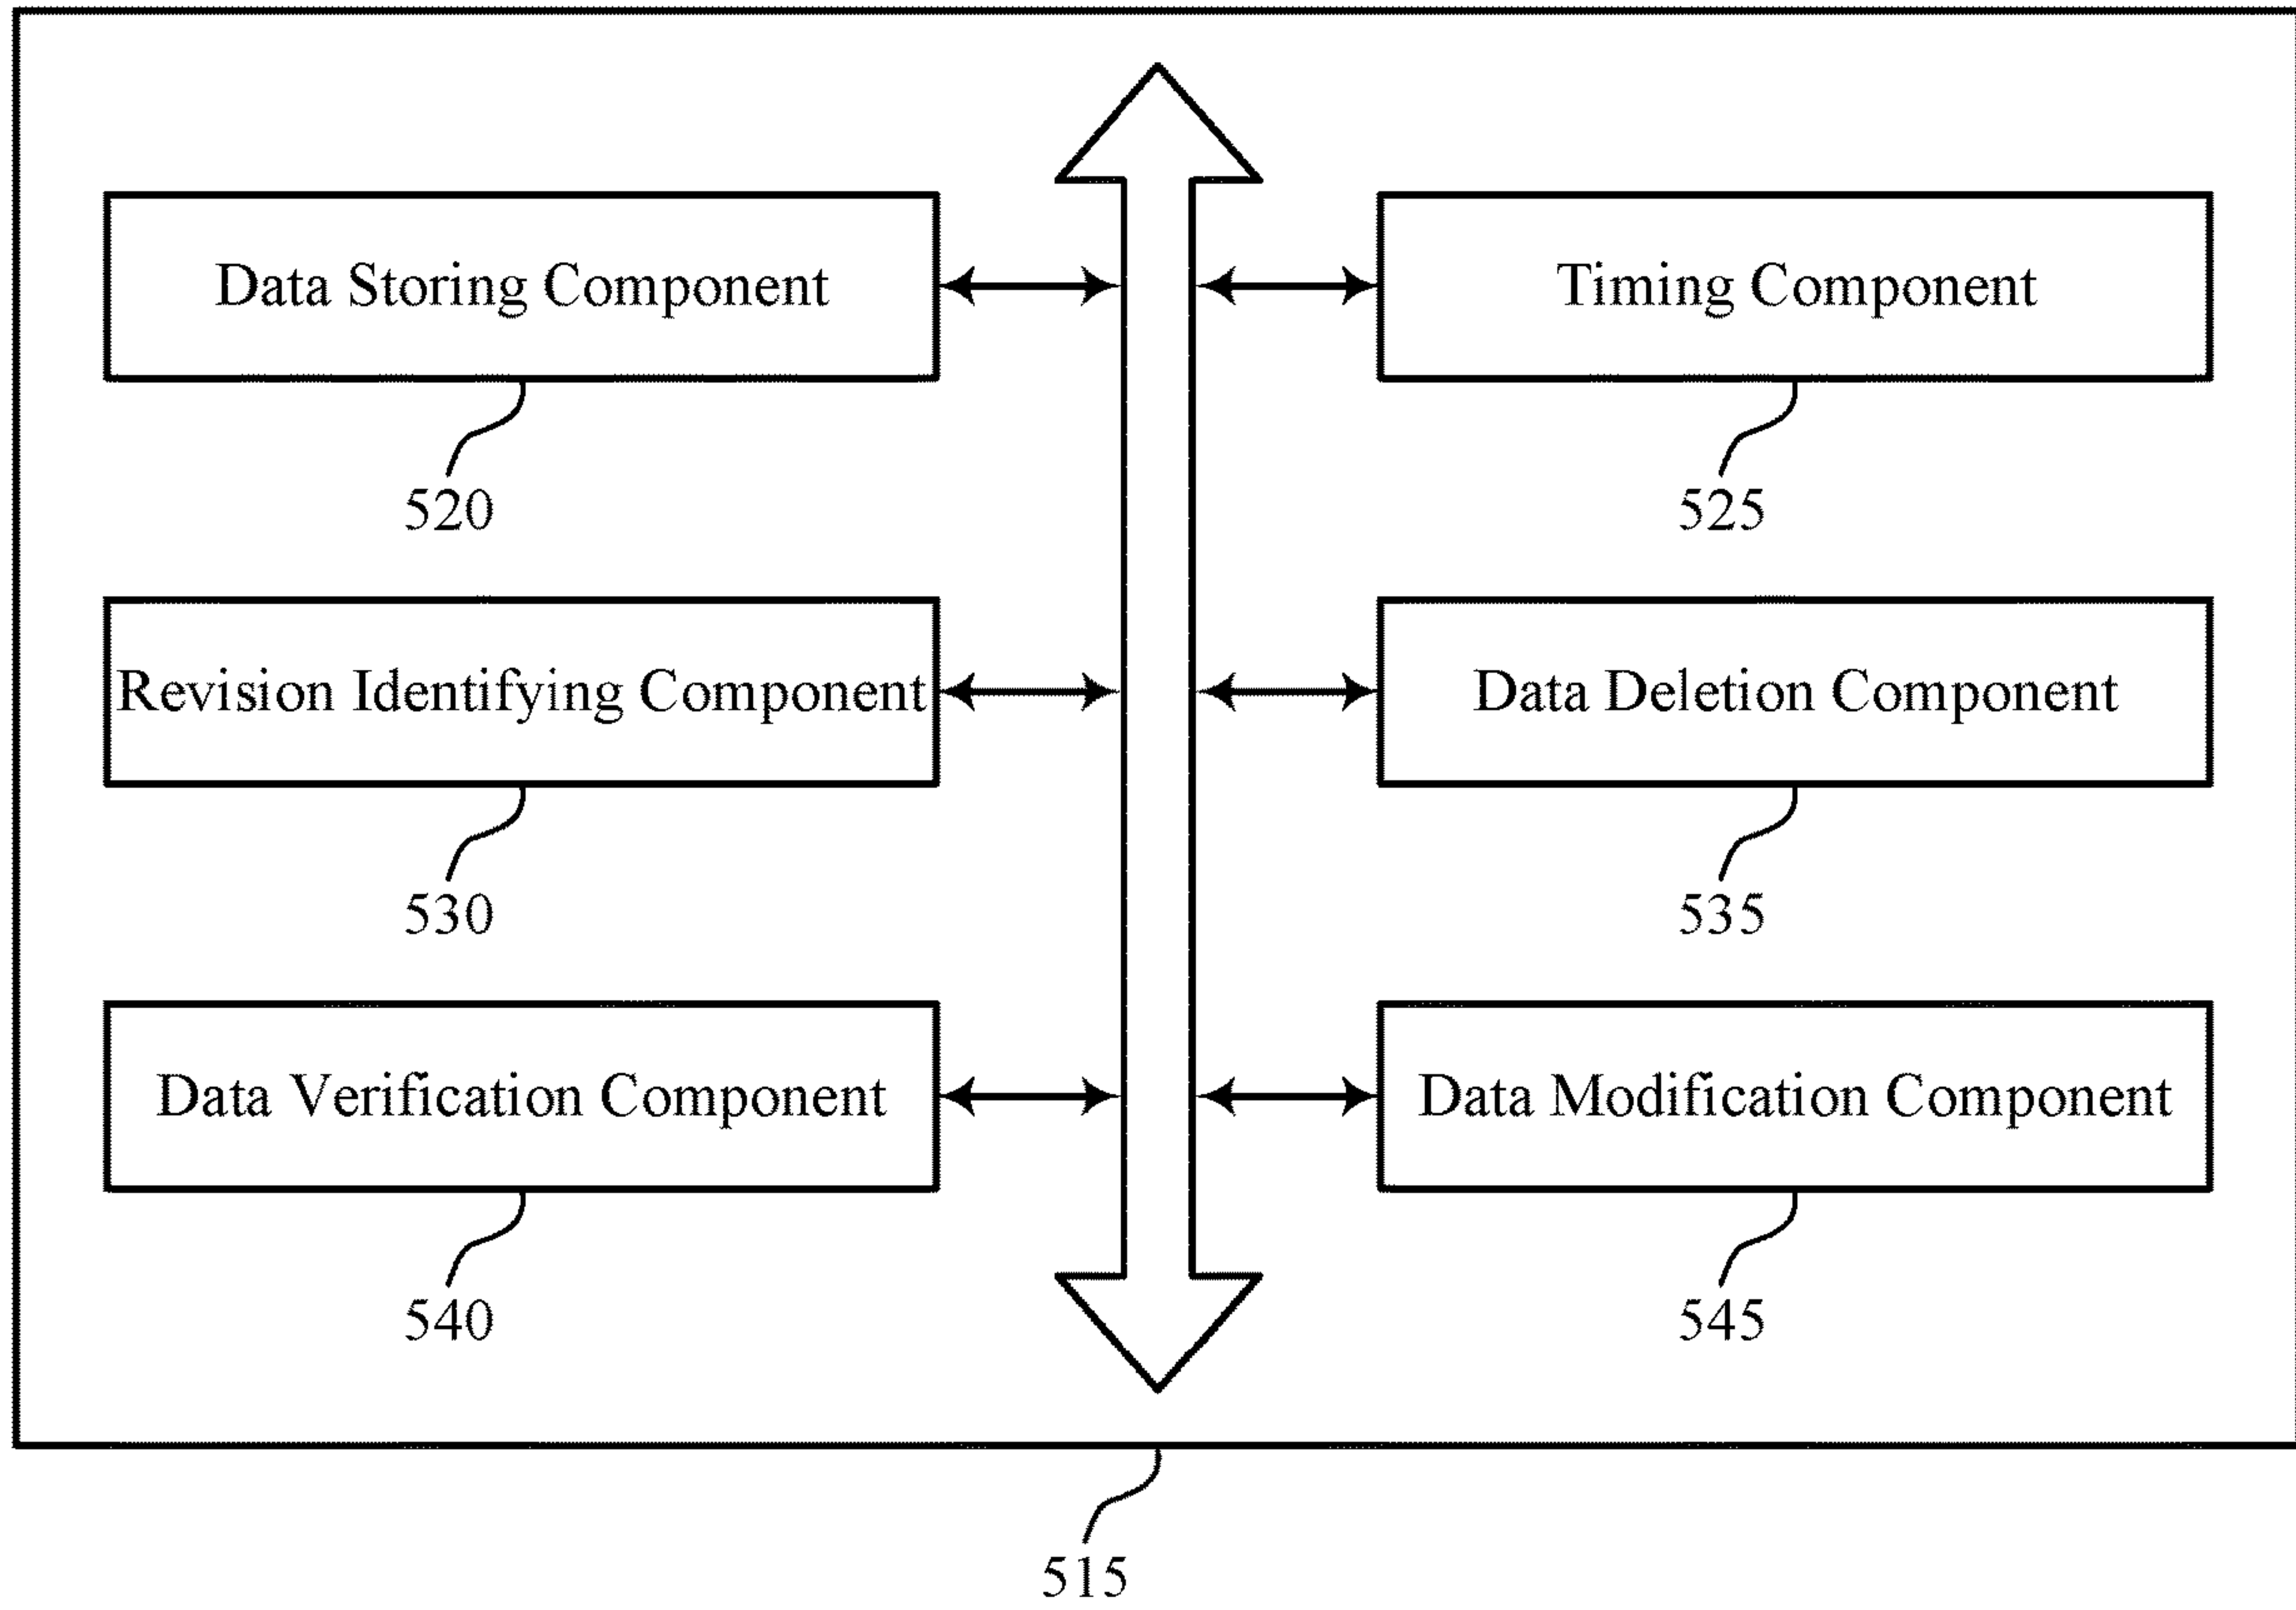 Data Storing Component
Timing Component
520
525
Revision Identifying Component
Data Deletion Component
530
535
Data Verification Component
Data Modification Component
540
545
515